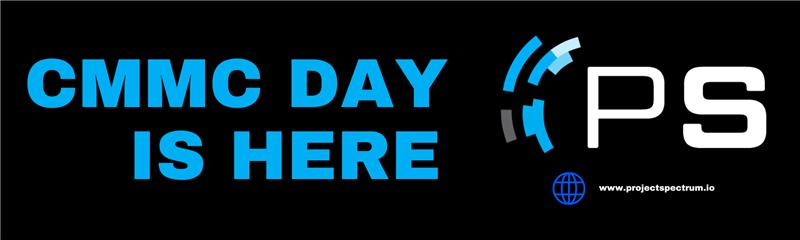 CMMC DAY
IS HERE
PS
www.projectspectrum.io